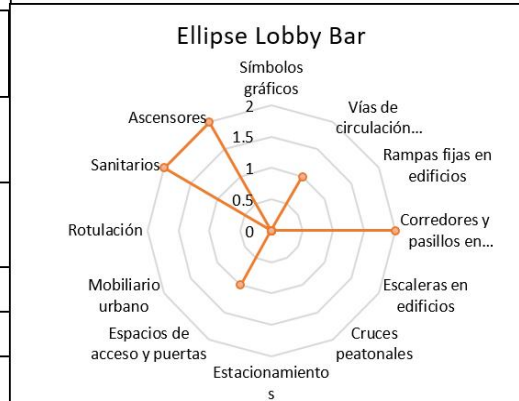 Ellipse Lobby Bar
Símbolos
gráficos
Vías de
circulación...
Rampas fijas en
edificios
Corredores y
pasillos en...
Escaleras en
edificios
Cruces
peatonales
Estacionamiento
s
Espacios de
acceso y puertas
Mobiliario
urbano
Rotulación
Sanitarios
Ascensores
2
1.5
1
0.5
0